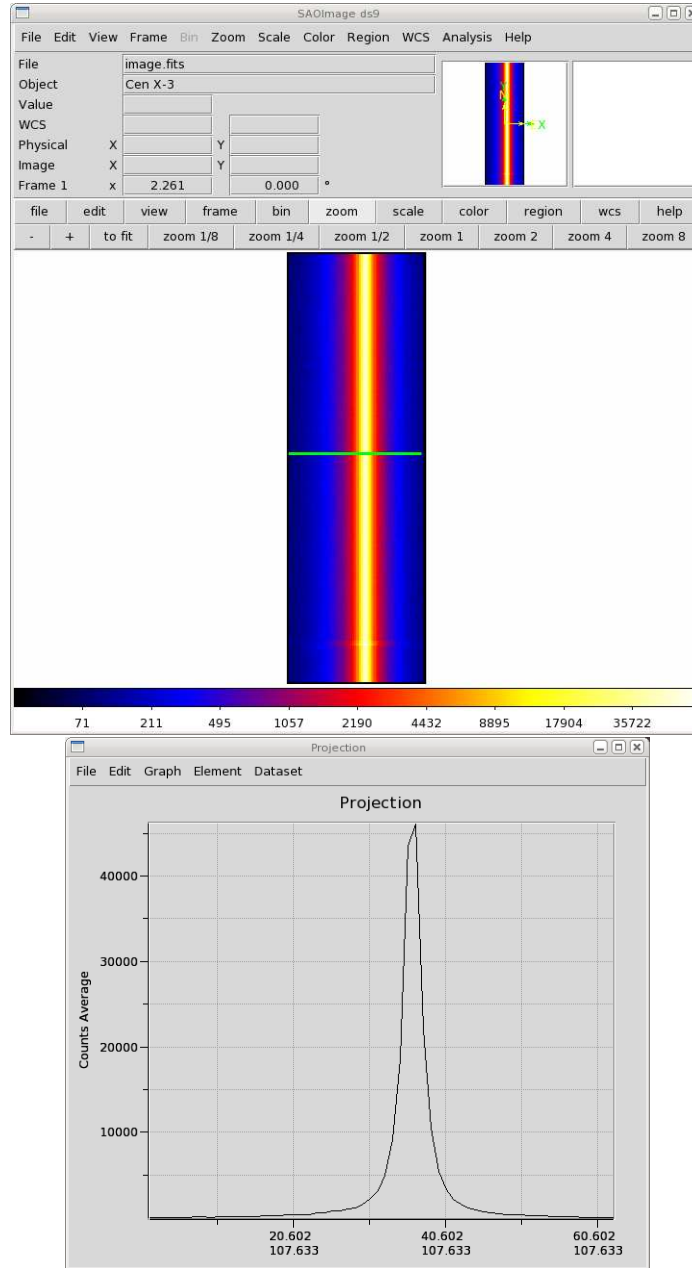 SAOImage ds9
File Edit View Frame Bin Zoom Scale Color Region WCS Analysis Help
File image.fits
Object Cen X-3
Value
WCS
Physical X Y
Image X Y
Frame 1 x 2.261 0.000 °
N X
file edit view frame bin zoom scale color region wcs help
- + to fit zoom 1/8 zoom 1/4 zoom 1/2 zoom 1 zoom 2 zoom 4 zoom 8
71 211 495 1057 2190 4432 8895 17904 35722
Projection
File Edit Graph Element Dataset
Projection
40000
30000
20000
10000
Counts Average
20.602 40.602 60.602
107.633 107.633 107.633